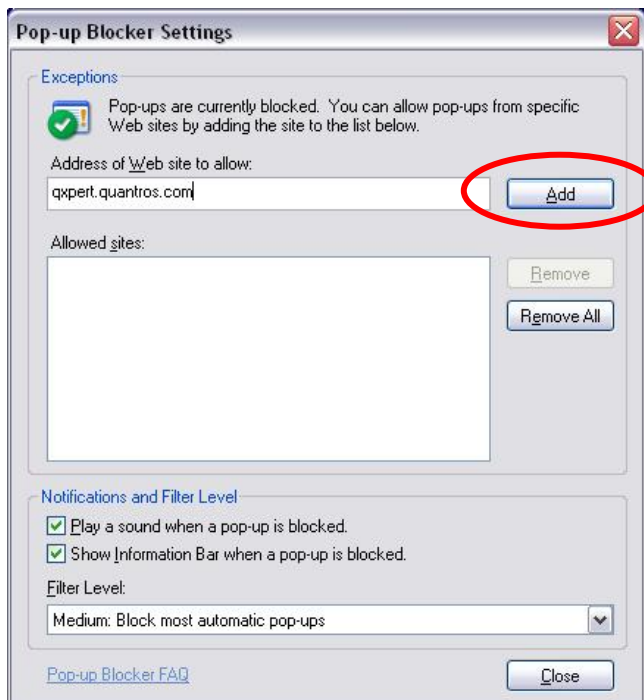 Pop-up Blocker Settings
Exceptions
Pop-ups are currently blocked. You can allow pop-ups from specific
Web sites by adding the site to the list below.
Address of Web site to allow:
qxpert.quantros.com
Add
Allowed sites:
Remove
Remove All
Notifications and Filter Level
Play a sound when a pop-up is blocked.
Show Information Bar when a pop-up is blocked.
Filter Level:
Medium: Block most automatic pop-ups
Pop-up Blocker FAQ
Close